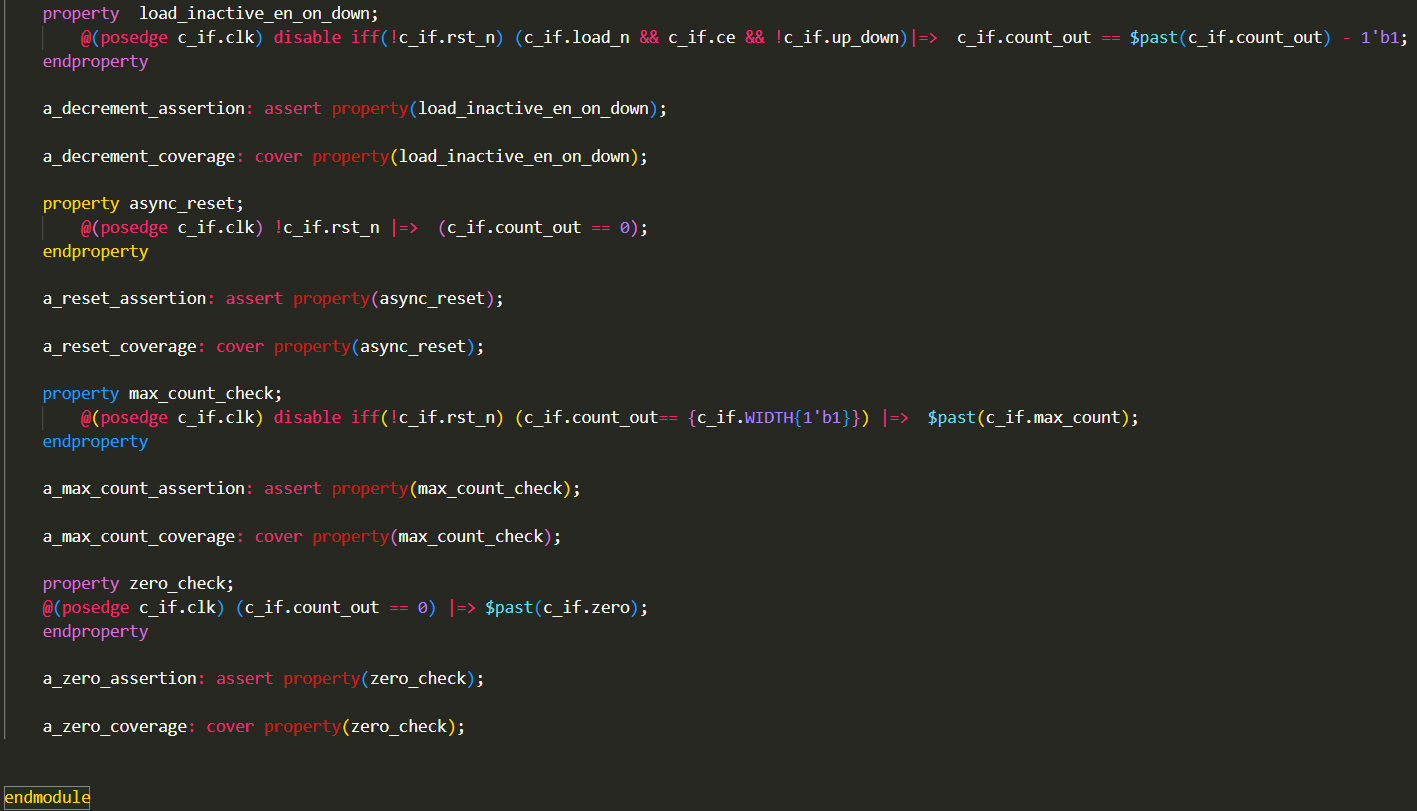 property  load_inactive_en_on_down;
@(posedge c_if.clk) disable iff(!c_if.rst_n) (c_if.load_n && c_if.ce && !c_if.up_down)|=>  c_if.count_out == $past(c_if.count_out) - 1'b1;
endproperty
a_decrement_assertion: assert property(load_inactive_en_on_down);
a_decrement_coverage: cover property(load_inactive_en_on_down);
property async_reset;
@(posedge c_if.clk) !c_if.rst_n |=>  (c_if.count_out == 0);
endproperty
a_reset_assertion: assert property(async_reset);
a_reset_coverage: cover property(async_reset);
property max_count_check;
@(posedge c_if.clk) disable iff(!c_if.rst_n) (c_if.count_out== {c_if.WIDTH{1'b1}}) |=>  $past(c_if.max_count);
endproperty
a_max_count_assertion: assert property(max_count_check);
a_max_count_coverage: cover property(max_count_check);
property zero_check;
@(posedge c_if.clk) (c_if.count_out == 0) |=> $past(c_if.zero);
endproperty
a_zero_assertion: assert property(zero_check);
a_zero_coverage: cover property(zero_check);
endmodule